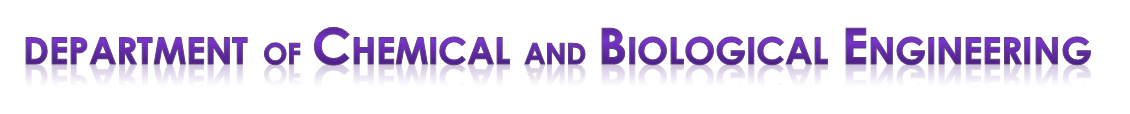 DEPARTMENT OF CHEMICAL AND BIOLOGICAL ENGINEERING